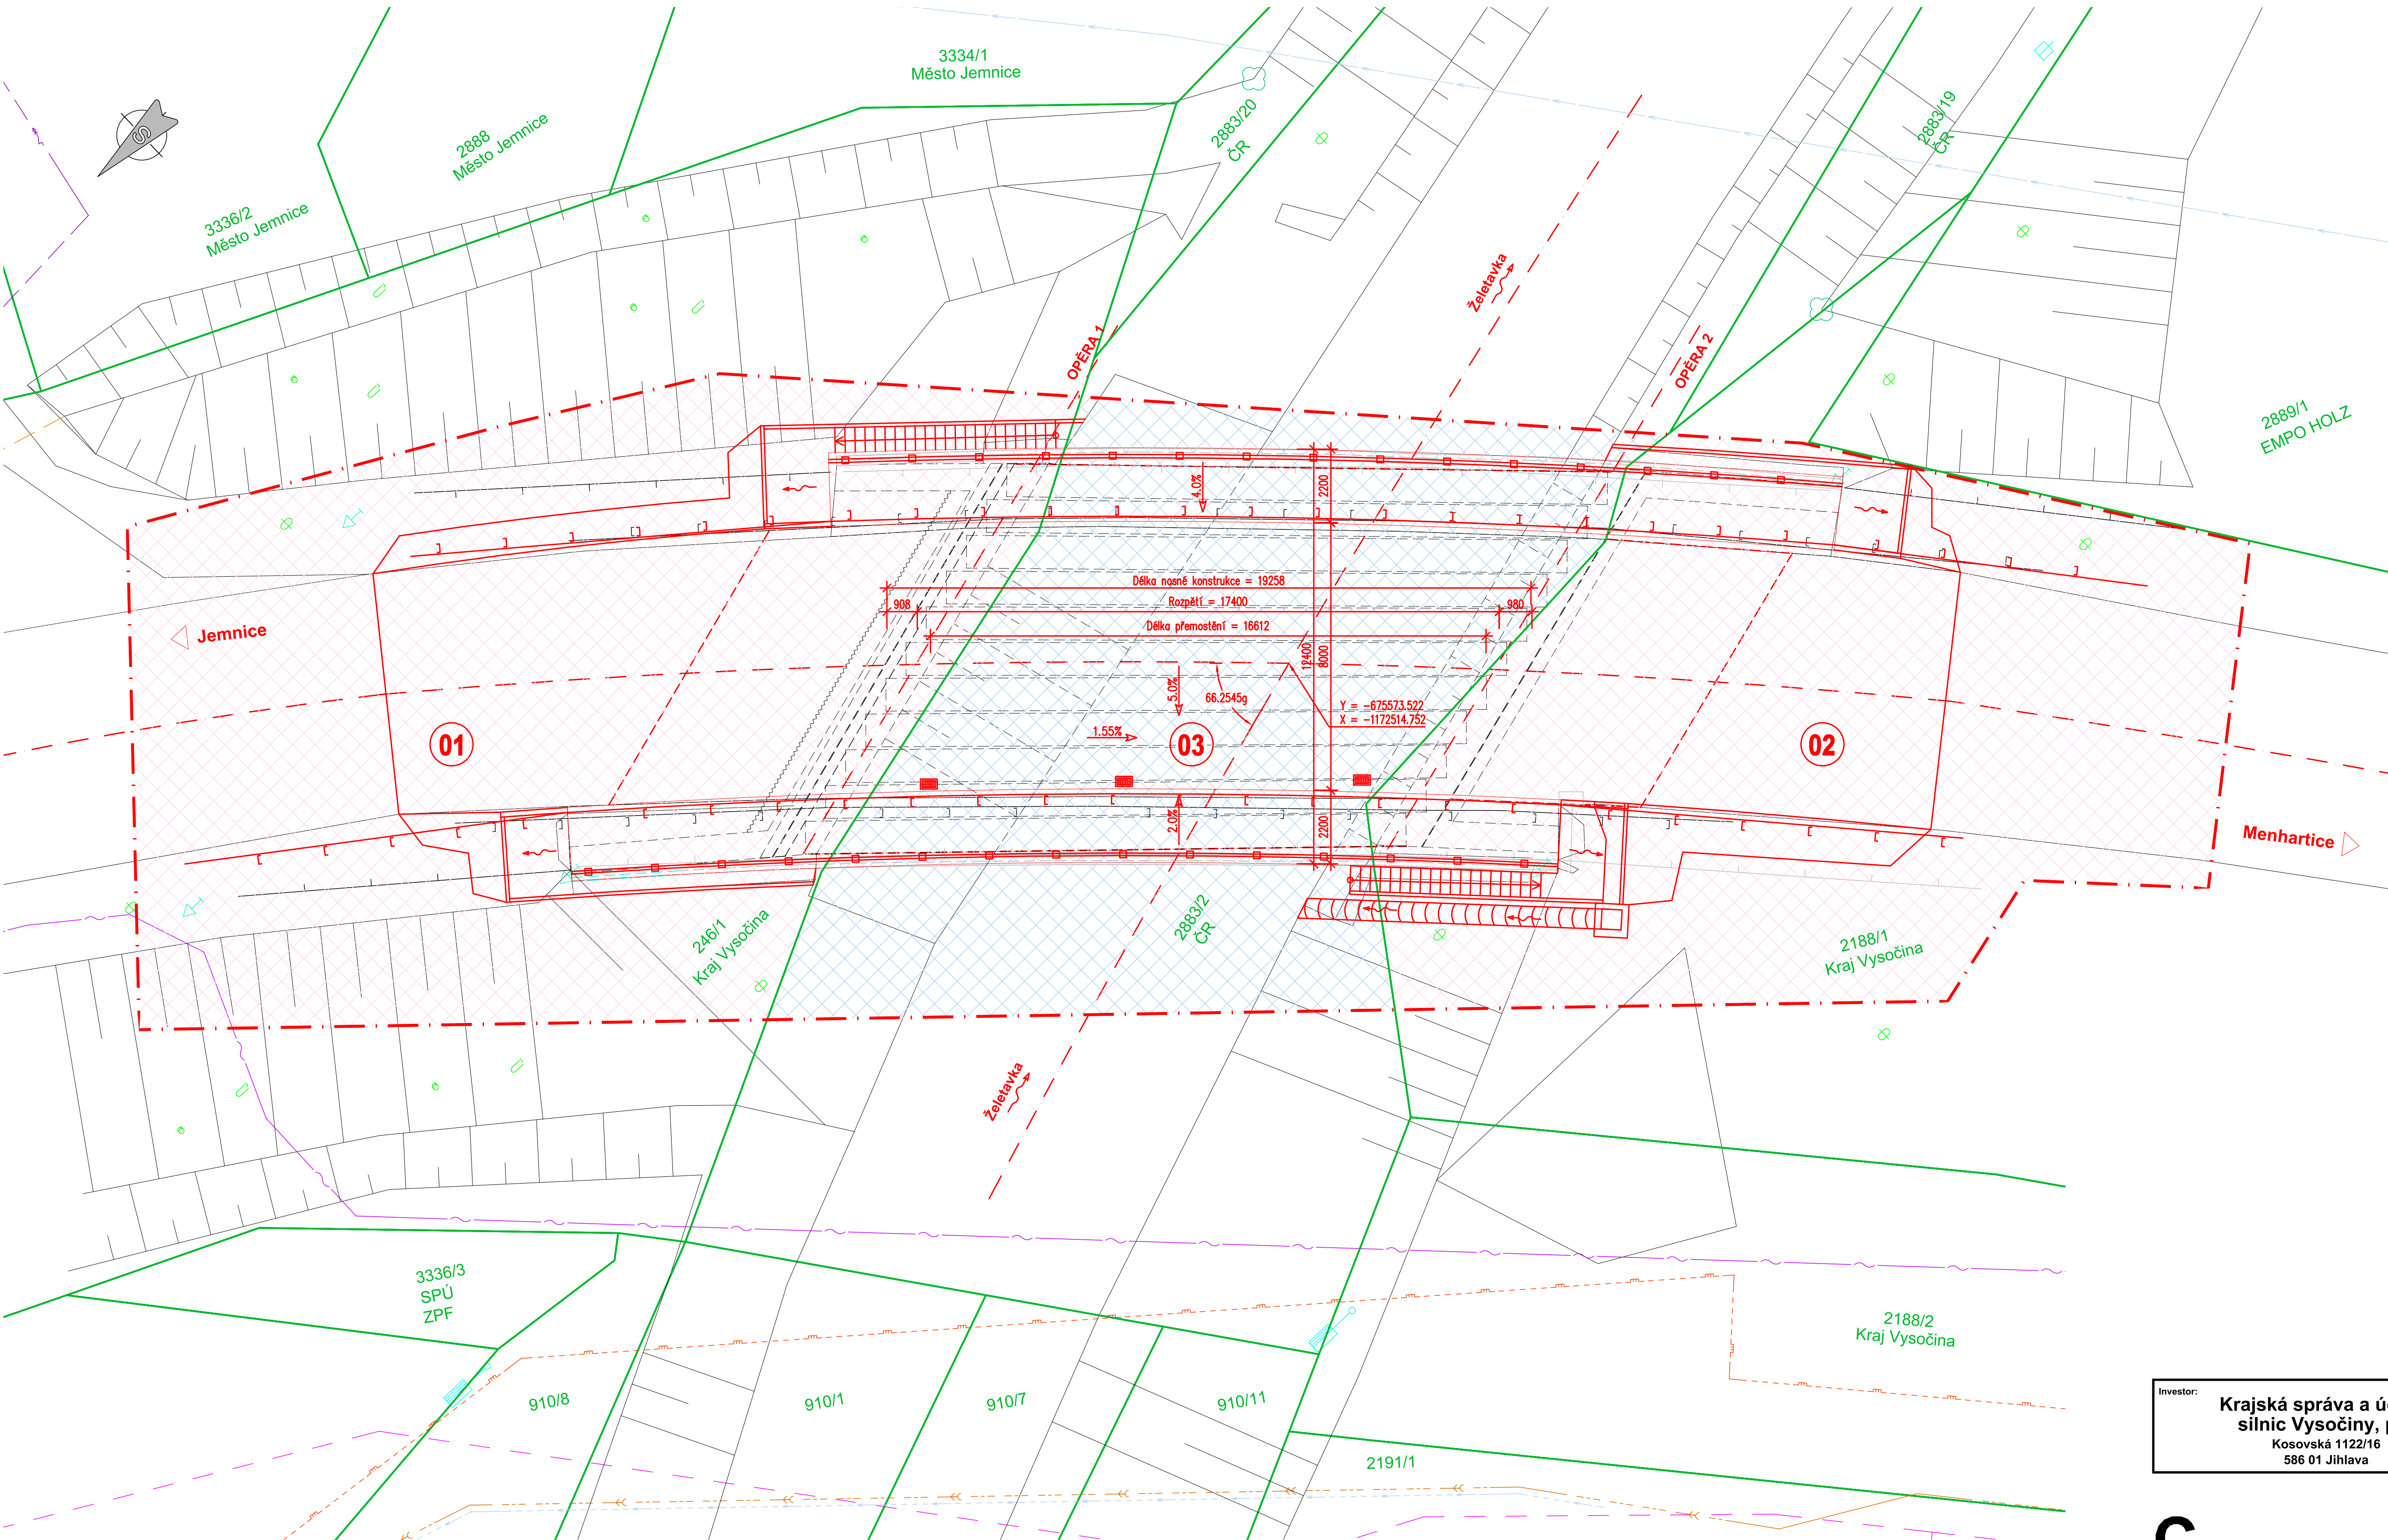 3334/1
Město Jemnice
2888
Město Jemnice
3336/2
Město Jemnice
S
2883/20
ČR
2883/19
ČR
Želetavka
OPĚRA 1
OPĚRA 2
2889/1
EMPO HOLZ
4.0%
2200
Délka nosné konstrukce = 19258
908
Rozpětí = 17400
980
Délka přemostění = 16612
Jemnice
12400
8000
5.0%
66.2545g
Y = -675573.522
X = -1172514.752
1.55%
01
03
02
2.0%
2200
Menhartice
246/1
Kraj Vysočina
2883/2
ČR
2188/1
Kraj Vysočina
Želetavka
3336/3
SPÚ
ZPF
2188/2
Kraj Vysočina
910/8
910/1
910/7
910/11
2191/1
Investor:
Krajská správa a
silnic Vysočiny,
Kosovská 1122/16
586 01 Jihlava